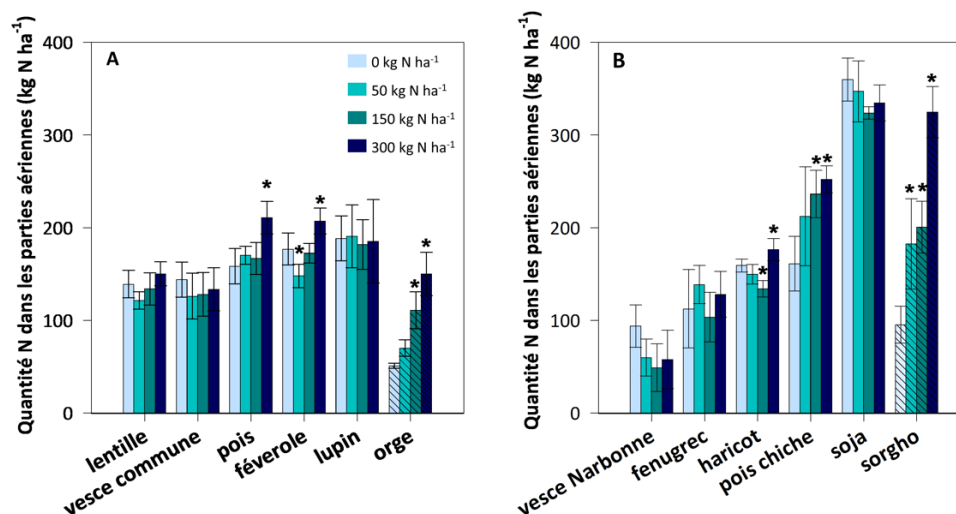 Quantité N dans les parties aériennes (kg N ha⁻¹)
400
300
200
100
0
A
0 kg N ha⁻¹
50 kg N ha⁻¹
150 kg N ha⁻¹
300 kg N ha⁻¹
*
*
*
*
*
lentille
vesce commune
pois
féverole
lupin
orge
Quantité N dans les parties aériennes (kg N ha⁻¹)
400
300
200
100
0
B
*
*
*
*
*
*
*
vesce Narbonne
fenugrec
haricot
pois chiche
soja
sorgho